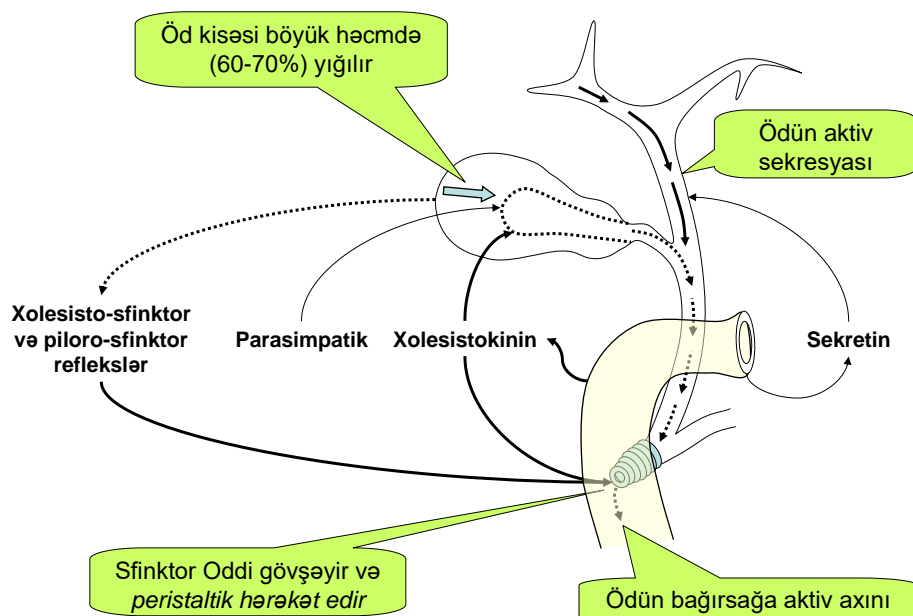 Öd kisəsi böyük həcmdə
(60-70%) yığılır
Ödün aktiv
sekresyası
Xolesisto-sfinktor
və piloro-sfinktor
reflekslər
Parasimpatik
Xolesistokinin
Sekretin
Sfinktor Oddi gövşəyir və
peristaltik hərəkət edir
Ödün bağırsağa aktiv axını